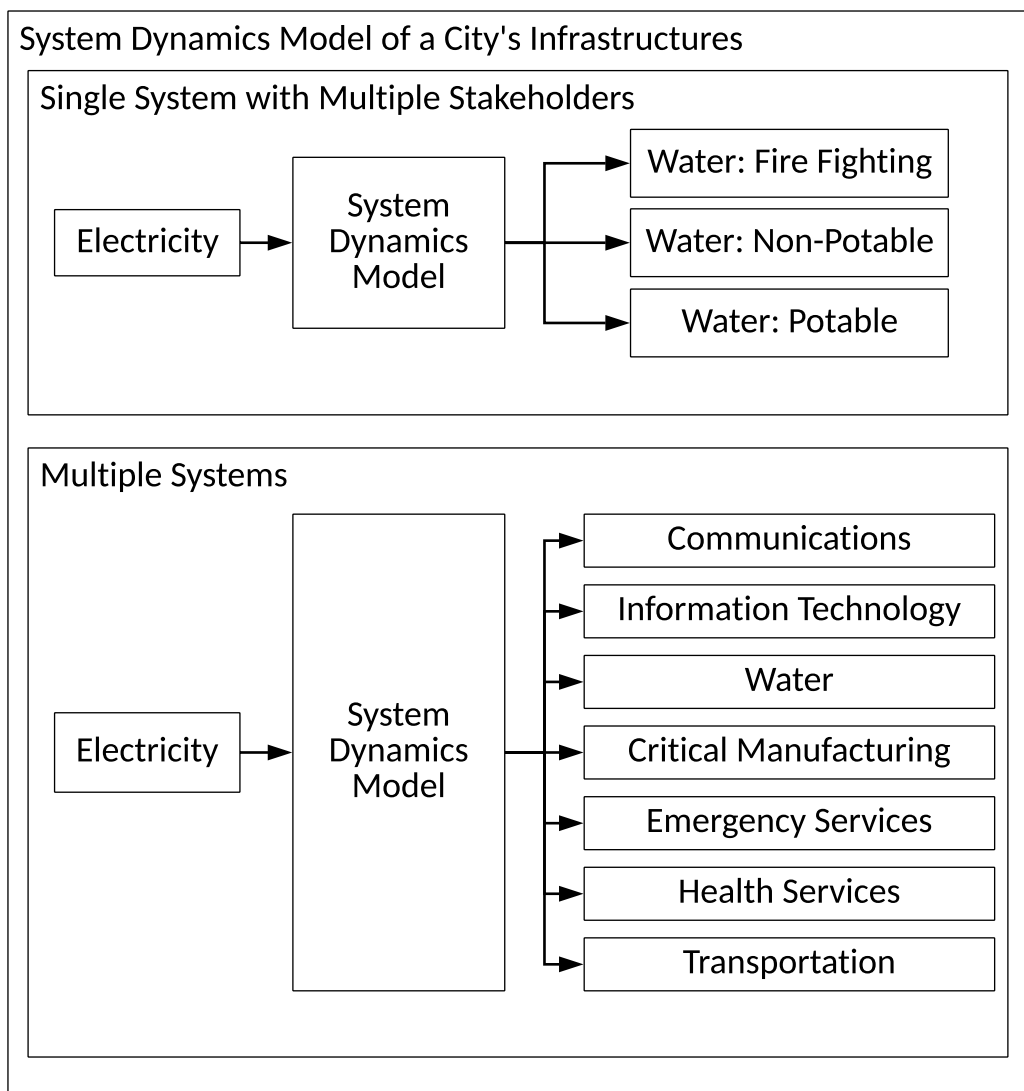 System Dynamics Model of a City's Infrastructures
Single System with Multiple Stakeholders
Electricity
System
Dynamics
Model
Water: Fire Fighting
Water: Non-Potable
Water: Potable
Multiple Systems
Electricity
System
Dynamics
Model
Communications
Information Technology
Water
Critical Manufacturing
Emergency Services
Health Services
Transportation